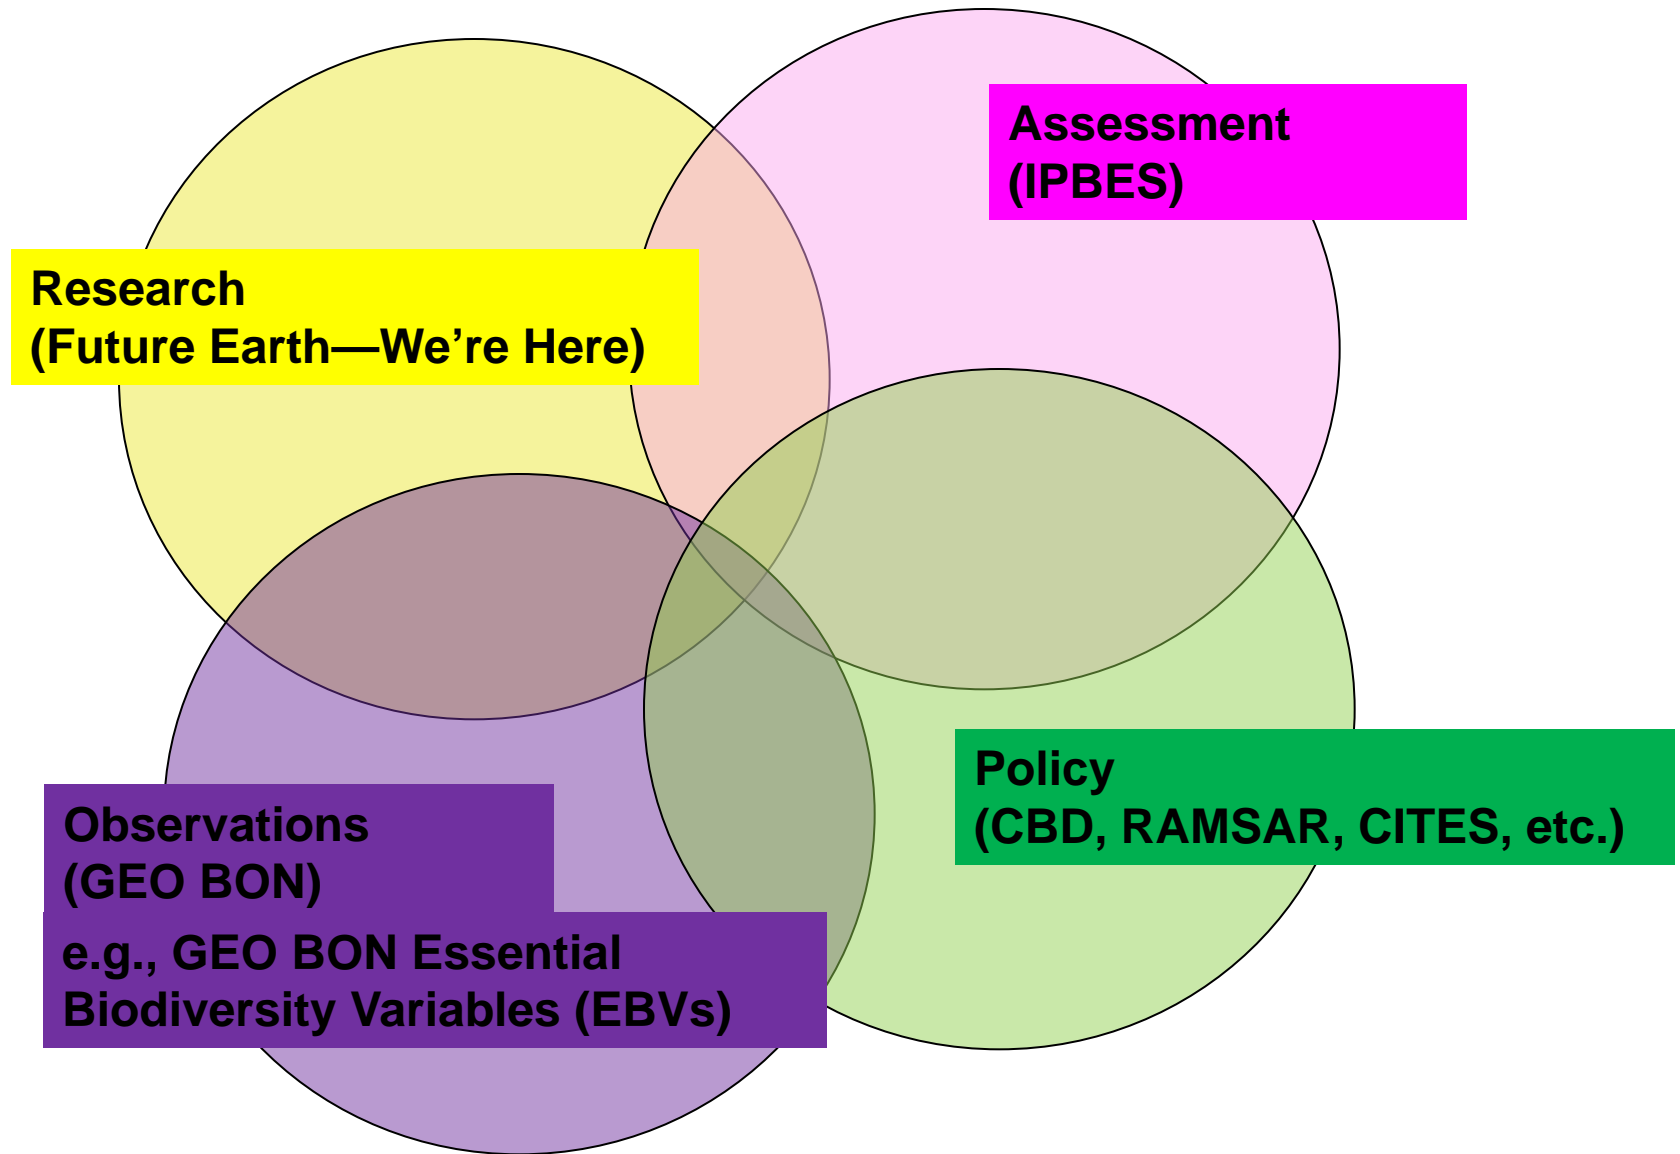 Assessment
(IPBES)
Research
(Future Earth—We’re Here)
Policy
(CBD, RAMSAR, CITES, etc.)
Observations
(GEO BON)
e.g., GEO BON Essential
Biodiversity Variables (EBVs)